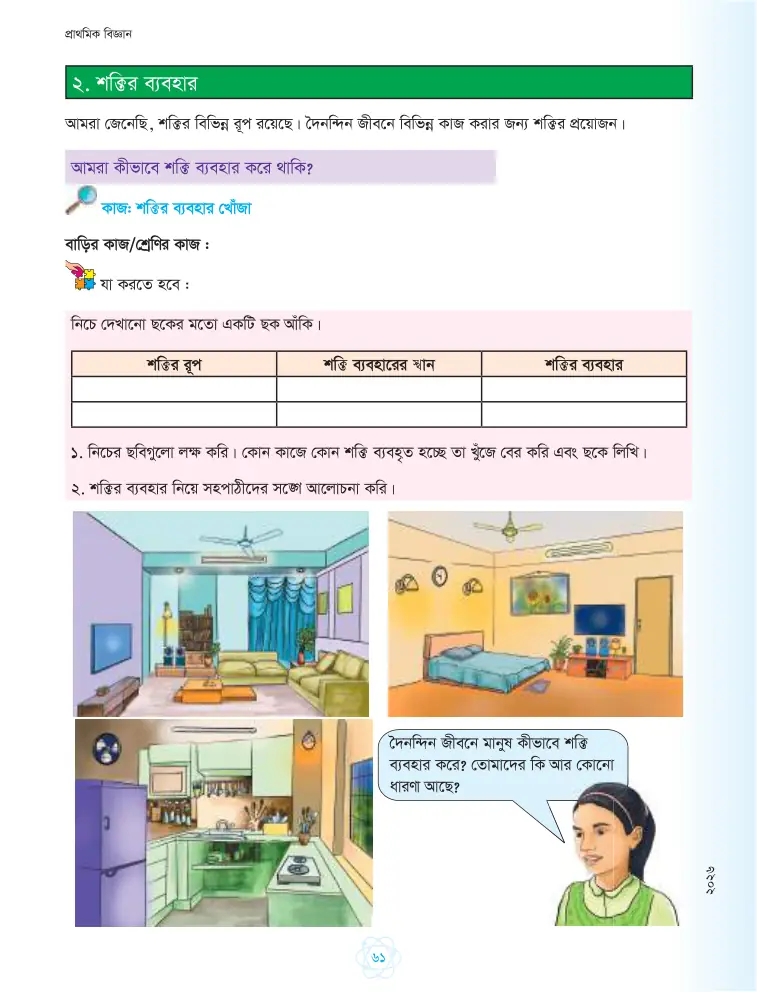 প্রাথমিক বিজ্ঞান
২. শক্তির ব্যবহার
আমরা জেনেছি, শক্তির বিভিন্ন রূপ রয়েছে। দৈনন্দিন জীবনে বিভিন্ন কাজ করার জন্য শক্তির প্রয়োজন।
আমরা কীভাবে শক্তি ব্যবহার করে থাকি?
কাজ: শক্তির ব্যবহার খোঁজা
বাড়ির কাজ/শ্রেণির কাজ :
যা করতে হবে :
নিচে দেখানো ছকের মতো একটি ছক আঁকি।
শক্তির রূপ শক্তি ব্যবহারের স্থান শক্তির ব্যবহার
১. নিচের ছবিগুলো লক্ষ করি। কোন কাজে কোন শক্তি ব্যবহৃত হচ্ছে তা খুঁজে বের করি এবং ছকে লিখি।
২. শক্তির ব্যবহার নিয়ে সহপাঠীদের সঙ্গে আলোচনা করি।
দৈনন্দিন জীবনে মানুষ কীভাবে শক্তি
ব্যবহার করে? তোমাদের কি আর কোনো
ধারণা আছে?
২০২৬
৬১